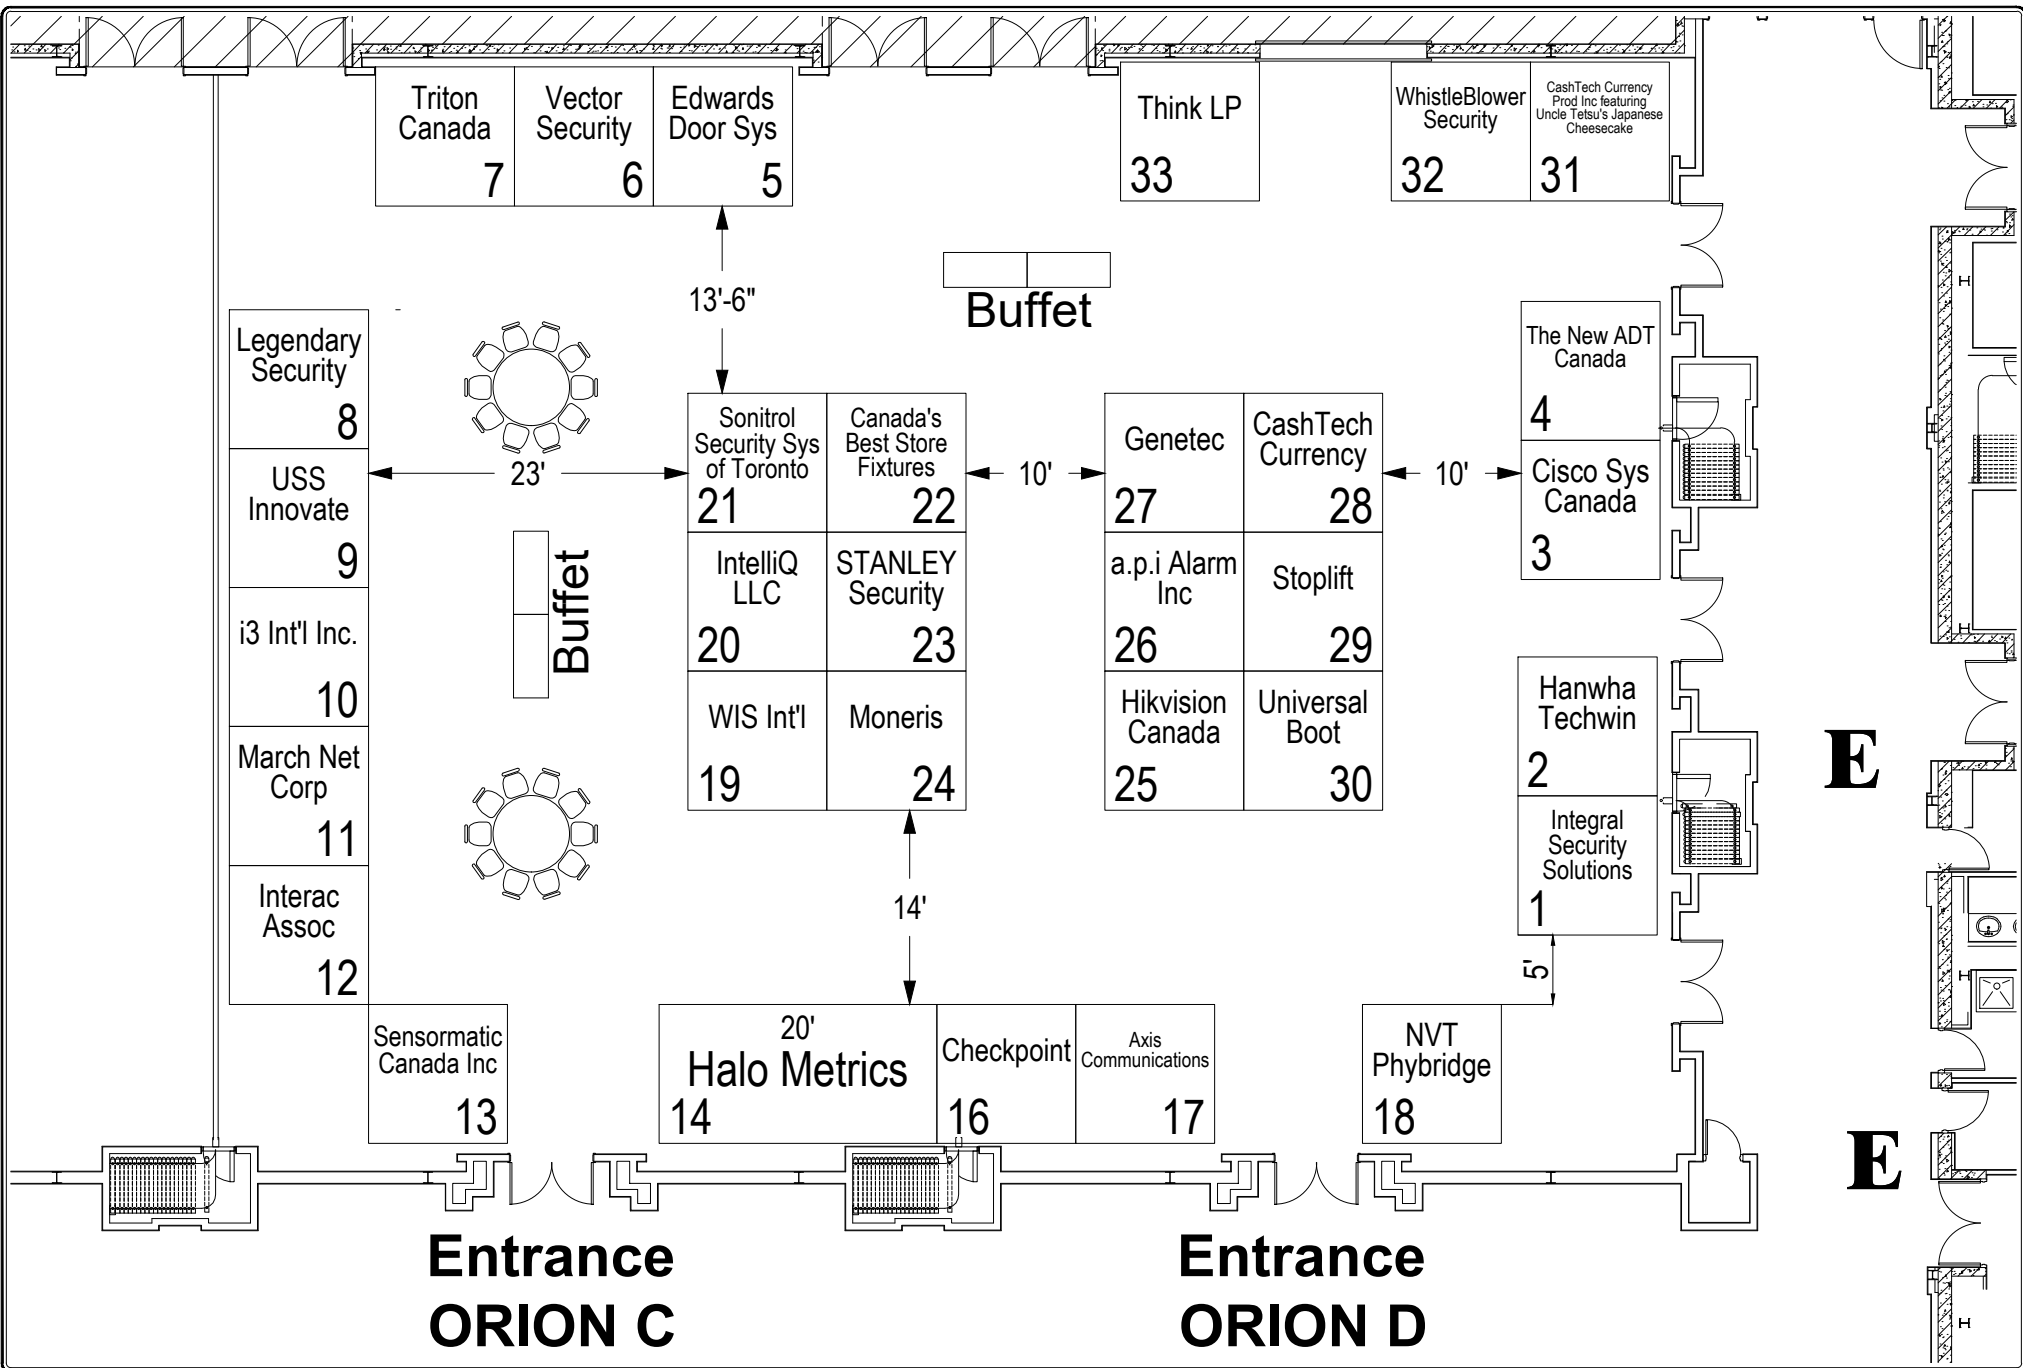 Triton
Canada
7
Vector
Security
6
Edwards
Door Sys
5
Think LP
33
WhistleBlower
Security
32
CashTech Currency
Prod Inc featuring
Uncle Tetsu's Japanese
Cheesecake
31
13'-6"
Buffet
Legendary
Security
8
USS
Innovate
9
i3 Int'l Inc.
10
March Net
Corp
11
Interac
Assoc
12
23'
Buffet
Sonitrol
Security Sys
of Toronto
21
Canada's
Best Store
Fixtures
22
IntelliQ
LLC
20
STANLEY
Security
23
WIS Int'l
19
Moneris
24
10'
Genetec
27
CashTech
Currency
28
a.p.i Alarm
Inc
26
Stoplift
29
Hikvision
Canada
25
Universal
Boot
30
10'
The New ADT
Canada
4
Cisco Sys
Canada
3
Hanwha
Techwin
2
Integral
Security
Solutions
1
5'
14'
E
Sensormatic
Canada Inc
13
20'
Halo Metrics
14
Checkpoint
16
Axis
Communications
17
NVT
Phybridge
18
E
Entrance
ORION C
Entrance
ORION D